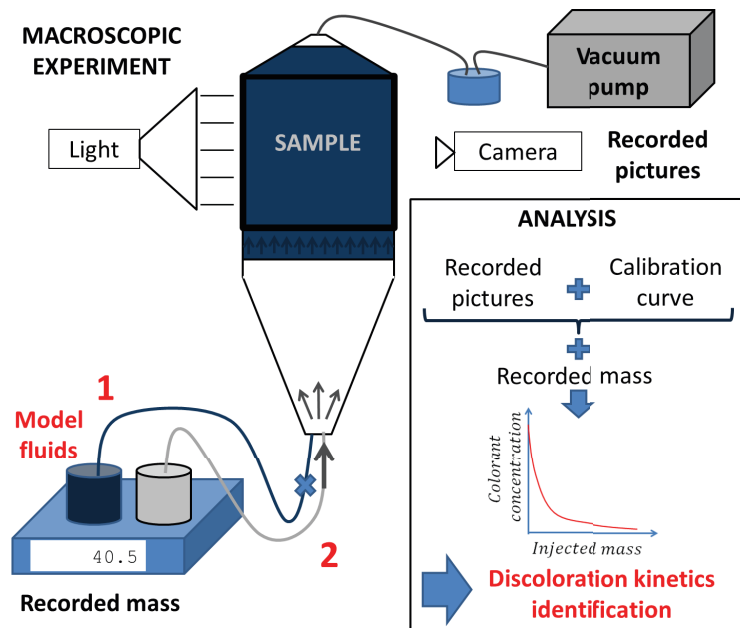 MACROSCOPIC
EXPERIMENT
Vacuum
pump
Light
SAMPLE
Camera
Recorded
pictures
1
Model
fluids
2
40.5
Recorded mass
ANALYSIS
Recorded
pictures
Calibration
curve
Recorded mass
Colorant
concentration
Injected mass
Discoloration kinetics
identification